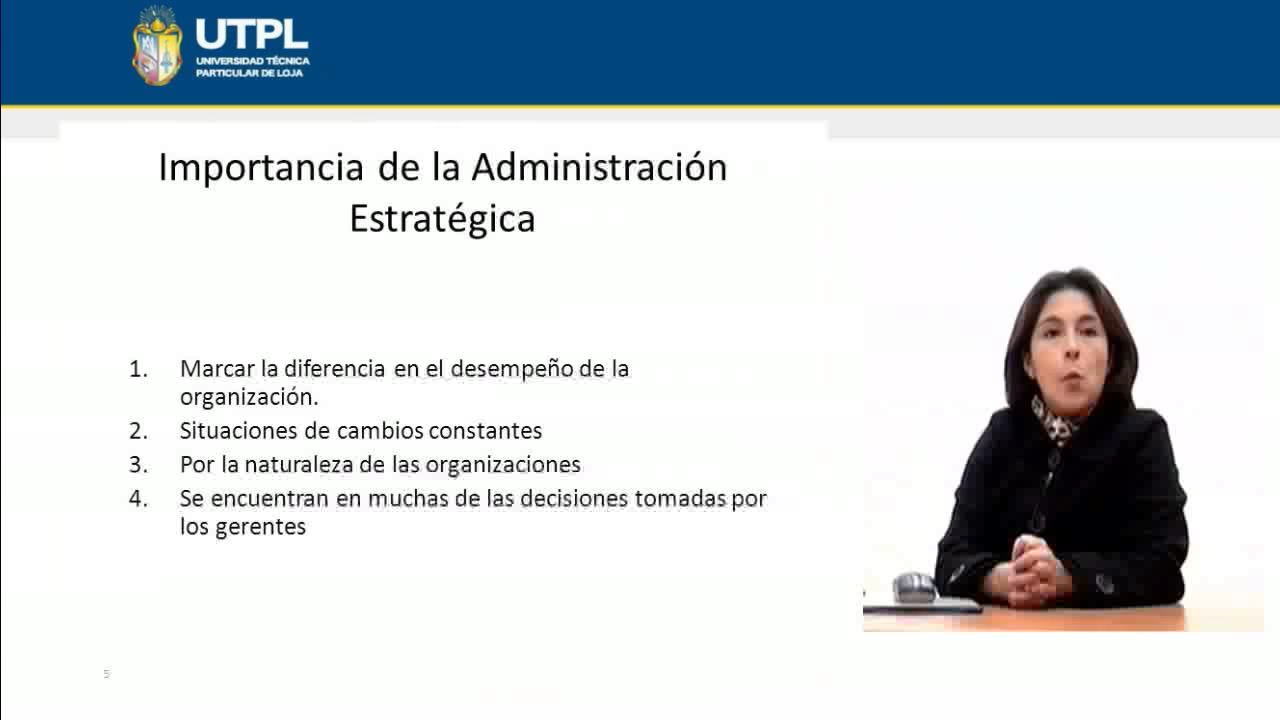 UTPL
UNIVERSIDAD TÉCNICA
PARTICULAR DE LOJA
Importancia de la Administración
Estratégica
1. Marcar la diferencia en el desempeño de la
organización.
2. Situaciones de cambios constantes
3. Por la naturaleza de las organizaciones
4. Se encuentran en muchas de las decisiones tomadas por
los gerentes
5